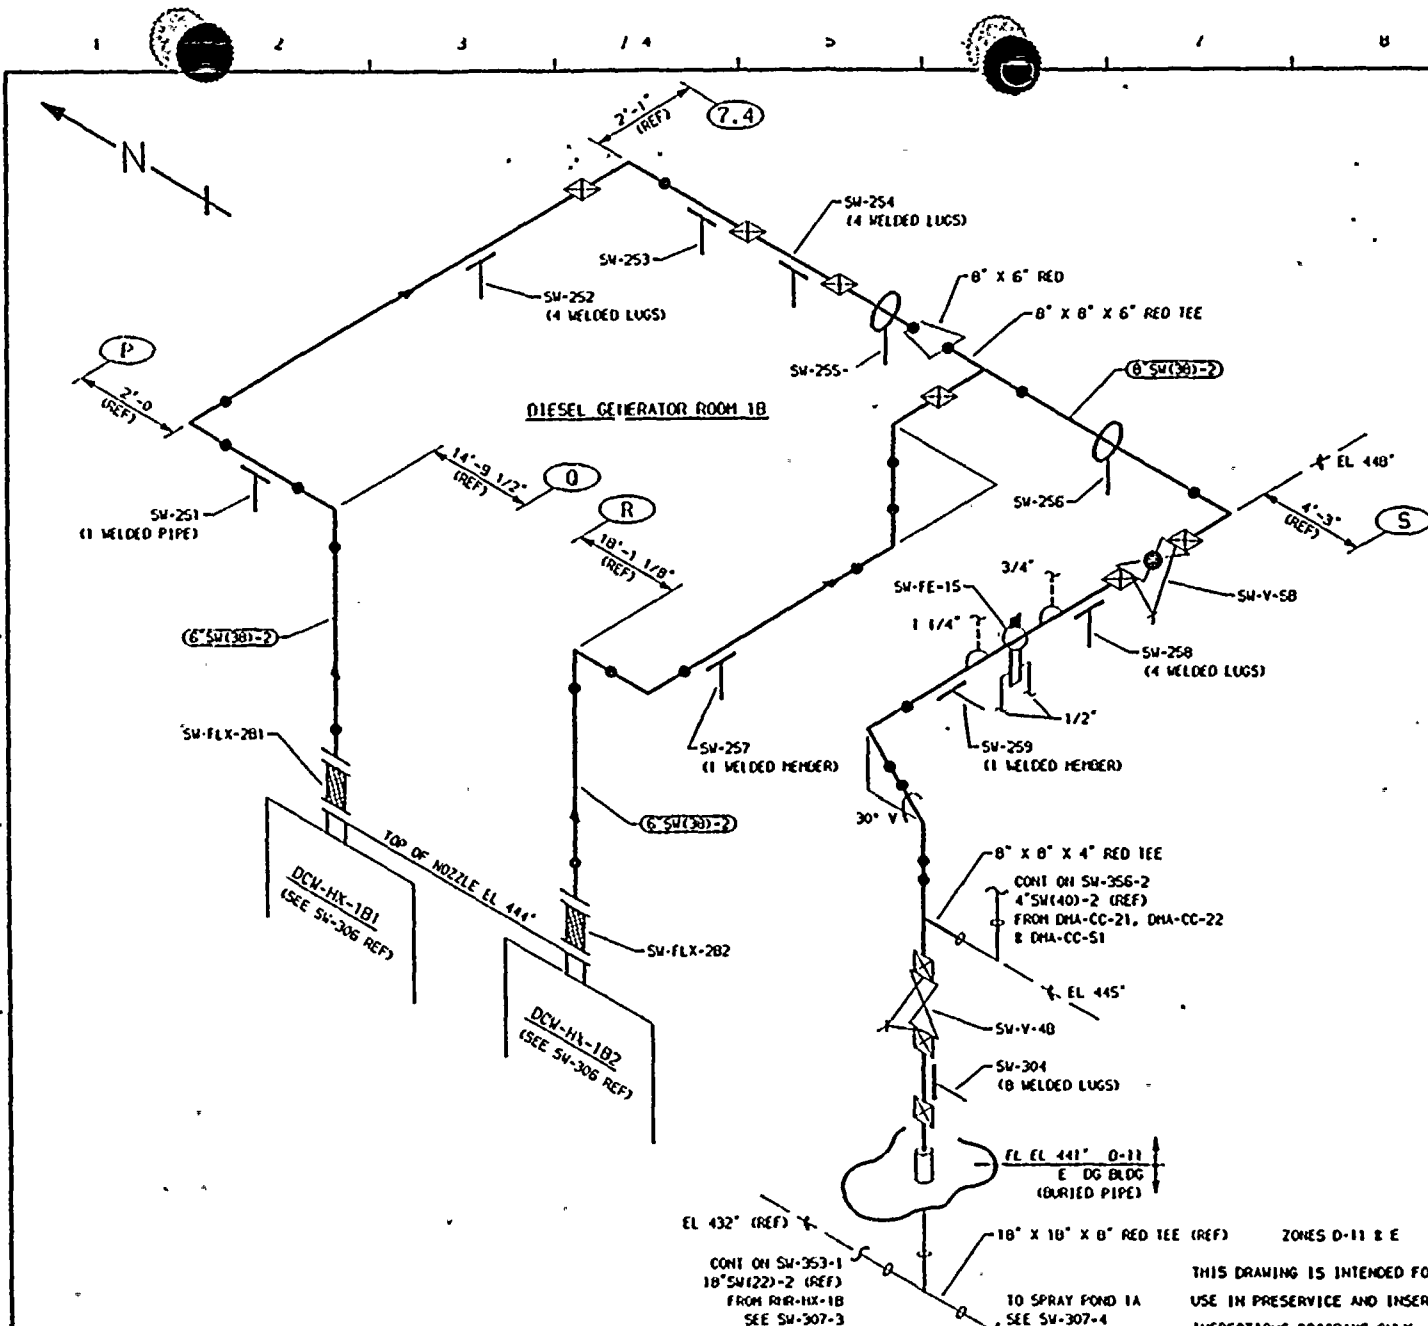 1 2 3 4 5 7 8
N
2'-1"
(REF)
7.4
SW-254
(4 WELDED LUGS)
SW-253
SW-252
(4 WELDED LUGS)
8" X 6" RED
8" X 8" X 6" RED TEE
SW-255
8"SW(38)-2
P
2'-0
(REF)
DIESEL GENERATOR ROOM 1B
14'-9 1/2"
(REF)
Q
R
18'-1 1/8"
(REF)
SW-251
(1 WELDED PIPE)
SW-256
EL 448'
4'-3"
(REF)
S
3/4"
SW-FE-15
SW-V-5B
1 1/4"
SW-258
(4 WELDED LUGS)
6"SW(38)-2
1/2"
SW-FLX-2B1
SW-257
(1 WELDED MEMBER)
SW-259
(1 WELDED MEMBER)
30° V
6"SW(38)-2
TOP OF NOZZLE EL 444'
8" X 8" X 4" RED TEE
CONT ON SW-356-2
4"SW(40)-2 (REF)
FROM DMA-CC-21, DMA-CC-22
& DMA-CC-51
DCW-HX-1B1
(SEE SW-306 REF)
SW-FLX-2B2
EL 445'
DCW-HX-1B2
(SEE SW-306 REF)
SW-V-4B
SW-304
(8 WELDED LUGS)
FL EL 441' D-11
E DG BLDG
(BURIED PIPE)
EL 432' (REF)
18" X 18" X 8" RED TEE (REF)
ZONES D-11 & E
CONT ON SW-353-1
18"SW(22)-2 (REF)
FROM RHR-HX-1B
SEE SW-307-3
TO SPRAY POND 1A
SEE SW-307-4
THIS DRAWING IS INTENDED FO
USE IN PRESERVICE AND INSER